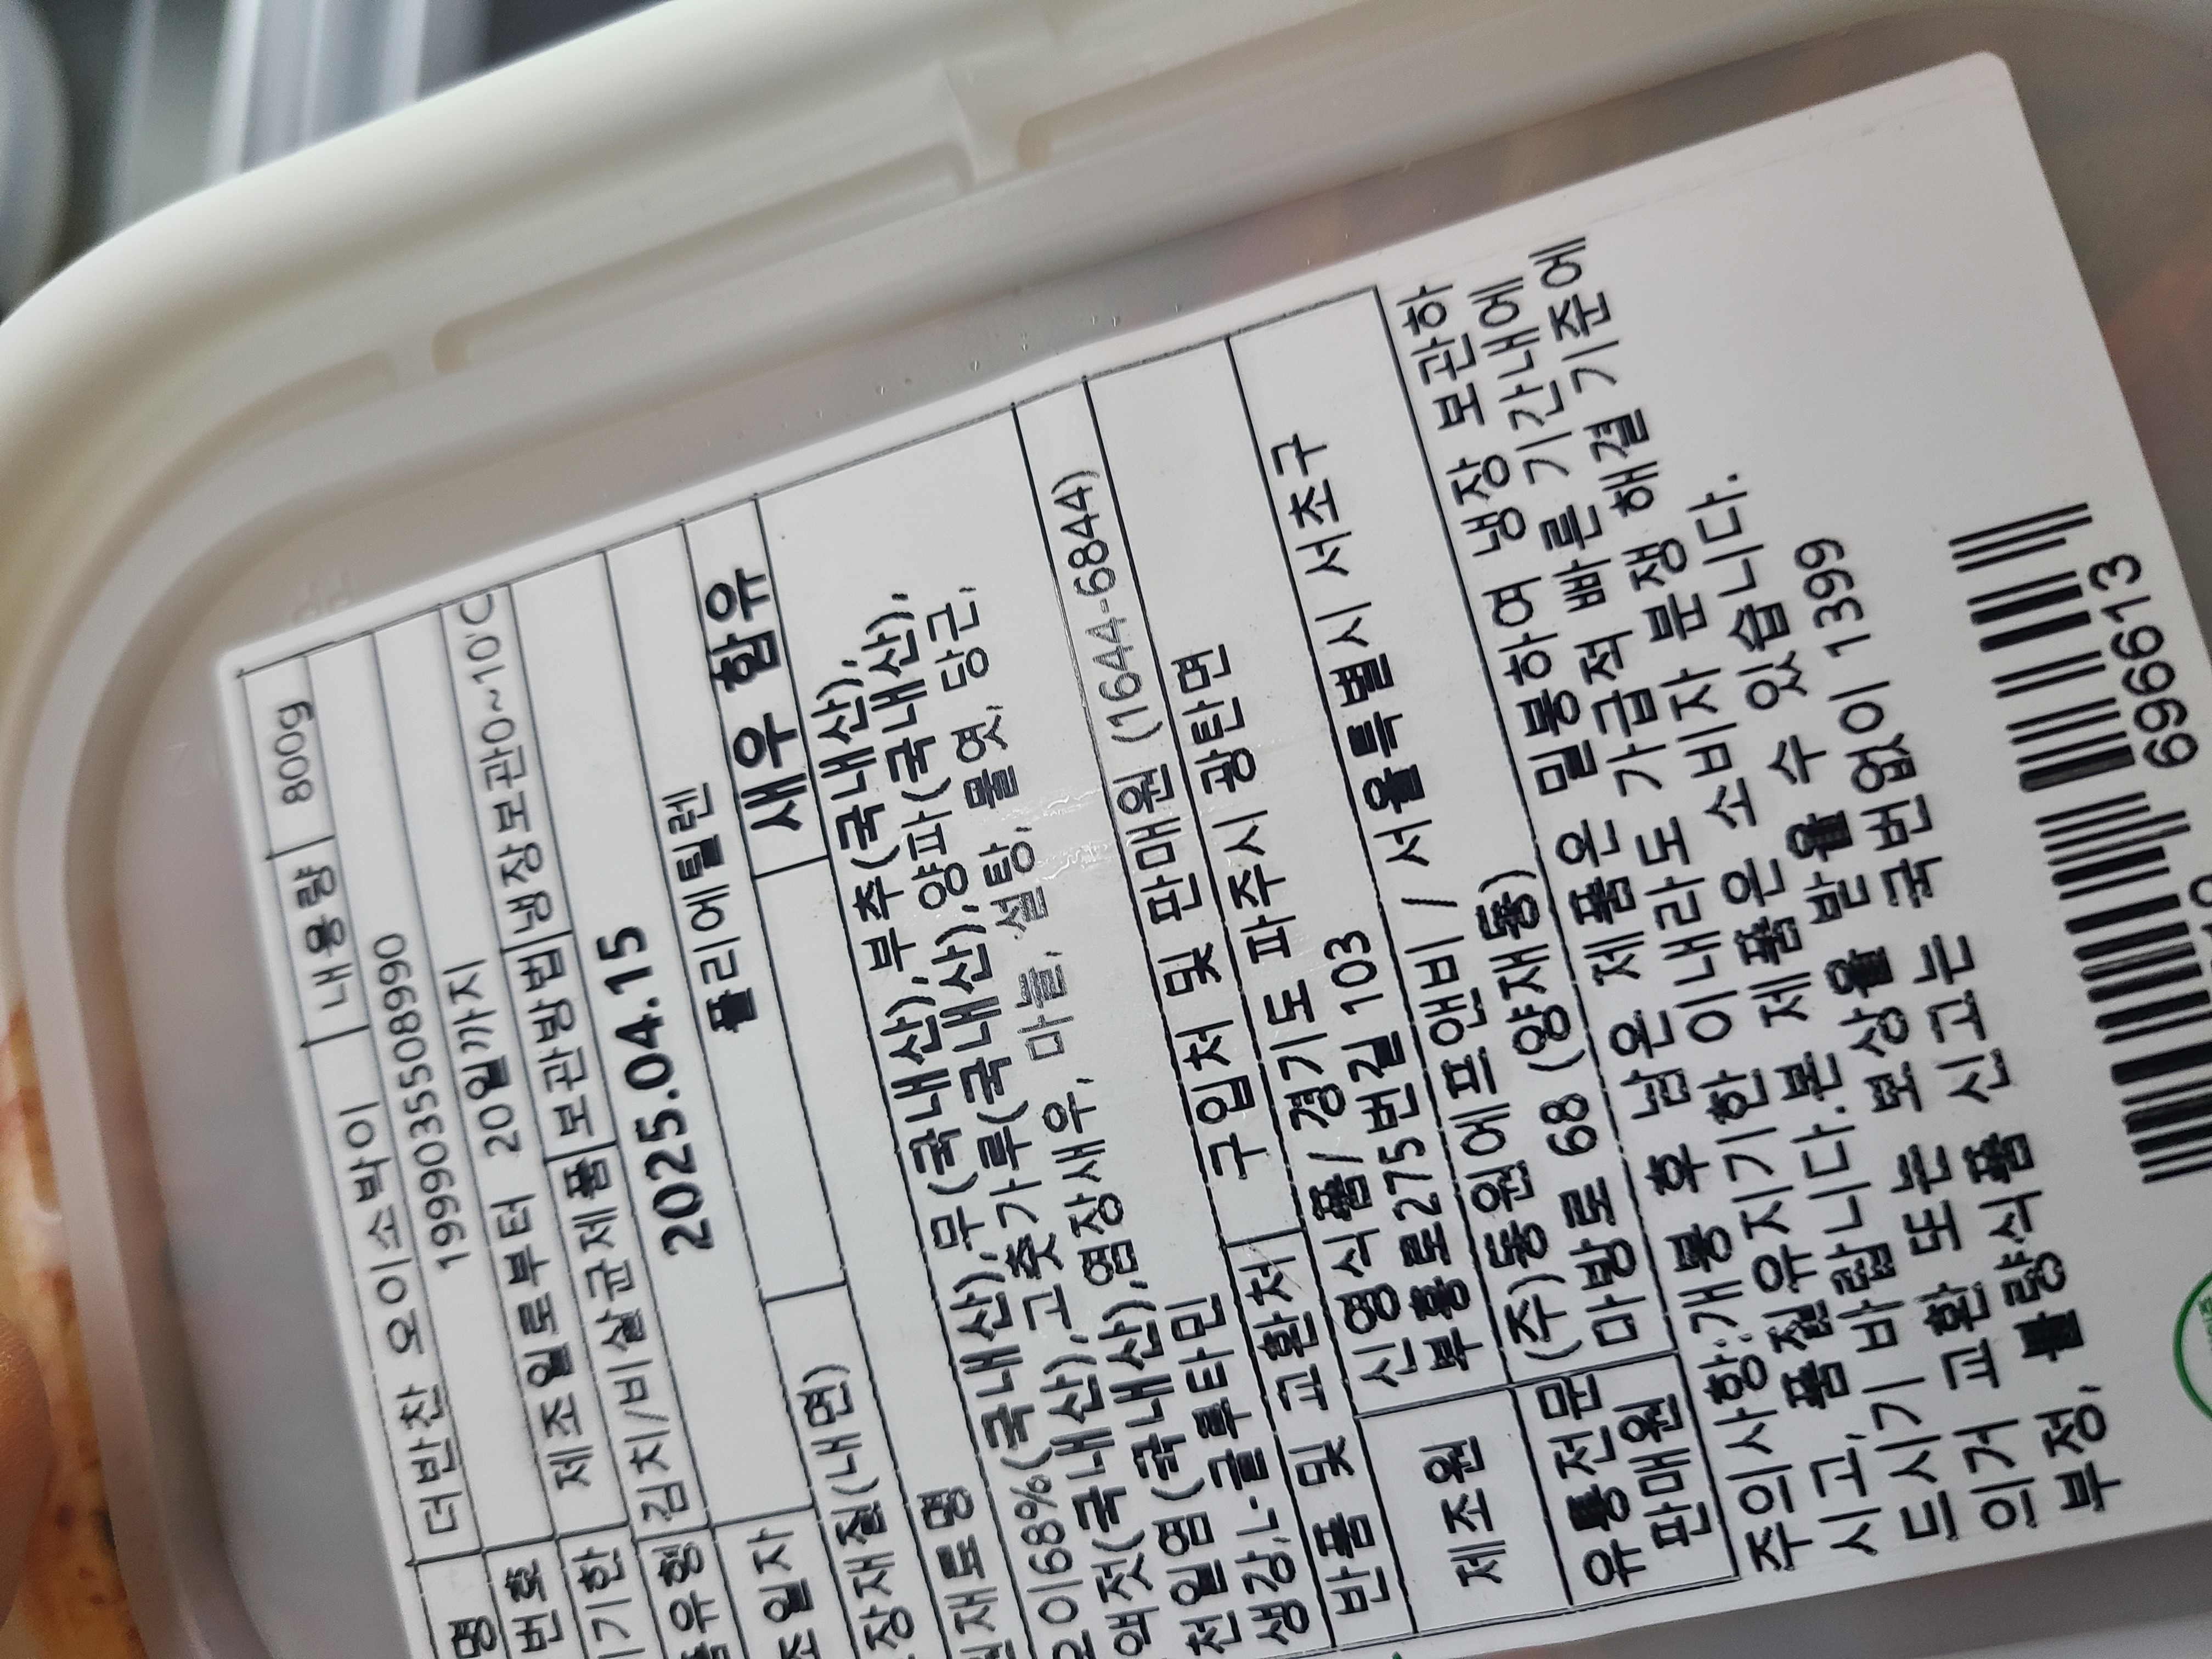 명 더반찬 오이소박이 내용량 800g
번호 19990355508990
기한 제조일로부터 20일까지
유형 김치/비살균제품 보관방법 냉장보관0~10℃
일자 2025.04.15
장재질(내면) 폴리에틸렌
재료명 새우 함유
오이68%(국내산),무(국내산),부추(국내산),
액젓(국내산),고춧가루(국내산),양파(국내산),
천일염(국내산),염장새우, 마늘, 설탕, 물엿, 당근,
생강,L-글루타민
반품 및 교환처 구입처 및 판매원 (1644-6844)
제조원 신영식품/ 경기도 파주시 광탄면
부흥로275번길 103
유통전문 판매원 (주)동원에프앤비 / 서울특별시 서초구
마방로 68 (양재동)
주의사항:개봉 후 남은 제품은 밀봉하여 냉장 보관하
시고, 품질유지기한 이내라도 가급적 빠른 기간내에
드시기 바랍니다.본 제품은 소비자 분쟁 해결 기준에
의거 교환 또는 보상을 받을 수 있습니다.
부정, 불량식품 신고는 국번없이 1399
696613